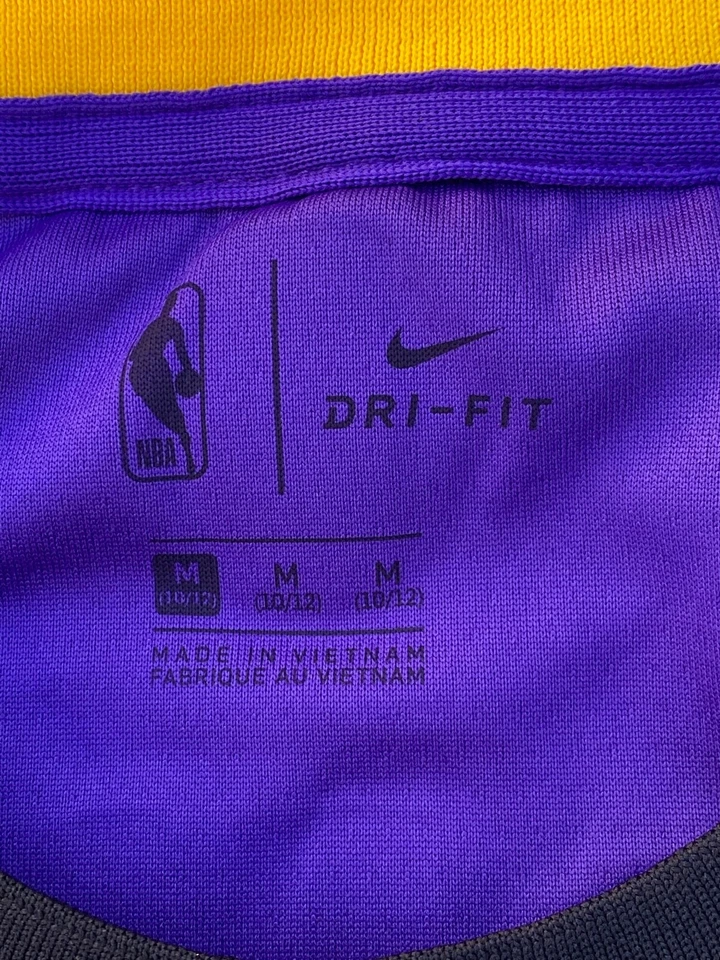 NBA
DRI-FIT
M M M
(10/12) (10/12) (10/12)
MADE IN VIETNAM
FABRIQUE AU VIETNAM